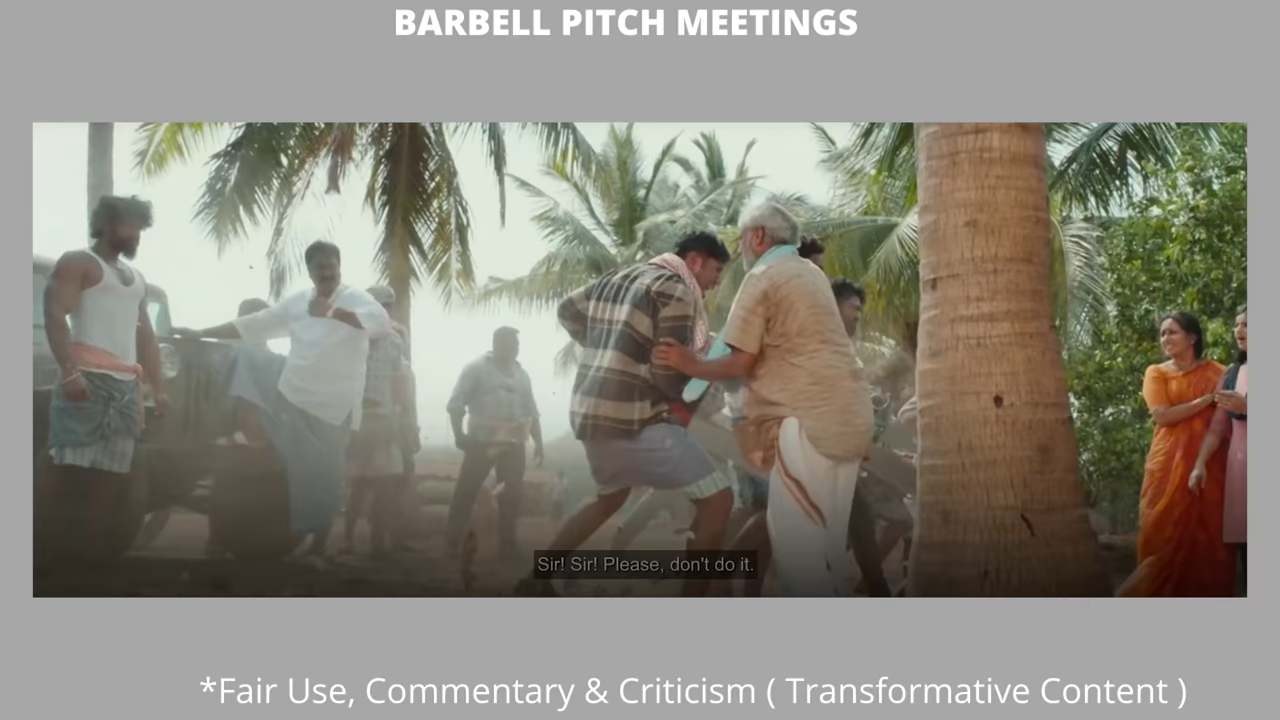 BARBELL PITCH MEETINGS
Sir! Sir! Please, don't do it.
*Fair Use, Commentary & Criticism ( Transformative Content )